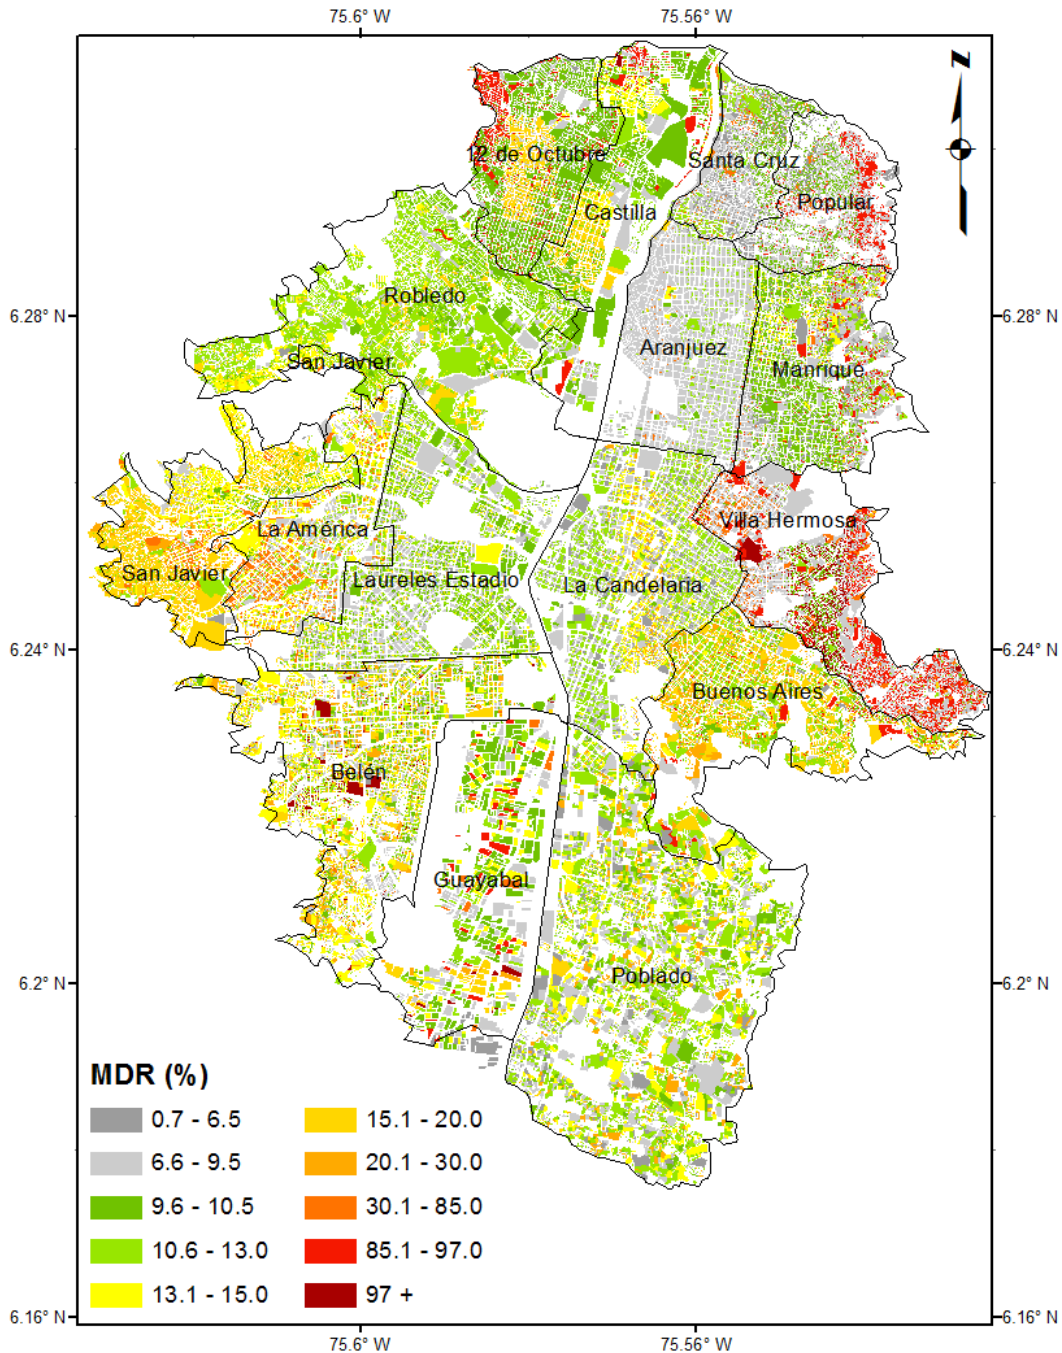 75.6° W
75.56° W
N
12 de Octubre
Santa Cruz
Popular
Castilla
Robledo
6.28° N
6.28° N
San Javier
Aranjuez
Manrique
La América
Villa Hermosa
San Javier
Laureles Estadio
La Candelaria
6.24° N
6.24° N
Buenos Aires
Belén
Guayabal
Poblado
6.2° N
6.2° N
MDR (%)
0.7 - 6.5
15.1 - 20.0
6.6 - 9.5
20.1 - 30.0
9.6 - 10.5
30.1 - 85.0
10.6 - 13.0
85.1 - 97.0
13.1 - 15.0
97 +
6.16° N
6.16° N
75.6° W
75.56° W